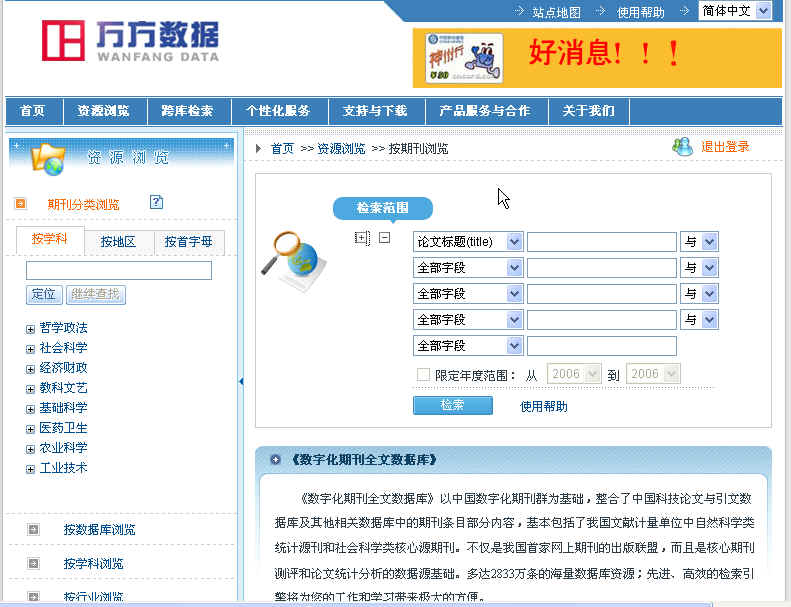 站点地图 使用帮助 简体中文
万方数据
WANFANG DATA
神州行
好消息！！！
首页 资源浏览 跨库检索 个性化服务 支持与下载 产品服务与合作 关于我们
资源浏览
首页 >> 资源浏览 >> 按期刊浏览
退出登录
期刊分类浏览
按学科 按地区 按首字母
定位 继续查找
哲学政法
社会科学
经济财政
教科文艺
基础科学
医药卫生
农业科学
工业技术
按数据库浏览
按学科浏览
按行业浏览
检索范围
论文标题(title) 与
全部字段 与
全部字段 与
全部字段 与
全部字段
限定年度范围： 从 2006 到 2006
检索 使用帮助
《数字化期刊全文数据库》
《数字化期刊全文数据库》以中国数字化期刊群为基础，整合了中国科技论文与引文数
据库及其他相关数据库中的期刊条目部分内容，基本包括了我国文献计量单位中自然科学类
统计源刊和社会科学类核心源期刊。不仅是我国首家网上期刊的出版联盟，而且是核心期刊
测评和论文统计分析的数据源基础。多达2833万条的海量数据库资源；先进、高效的检索引
擎将为您的工作和学习带来极大的方便。